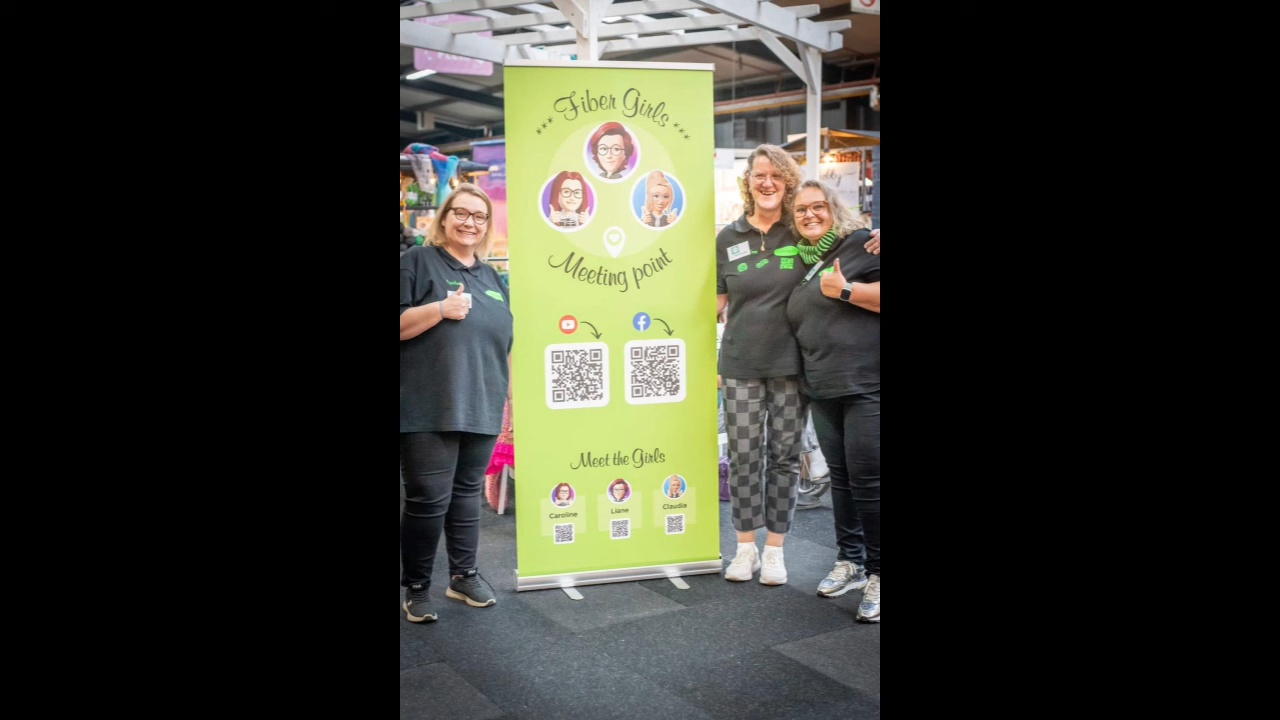 Fiber Girls
Meeting point
Meet the Girls
Caroline
Liane
Claudia